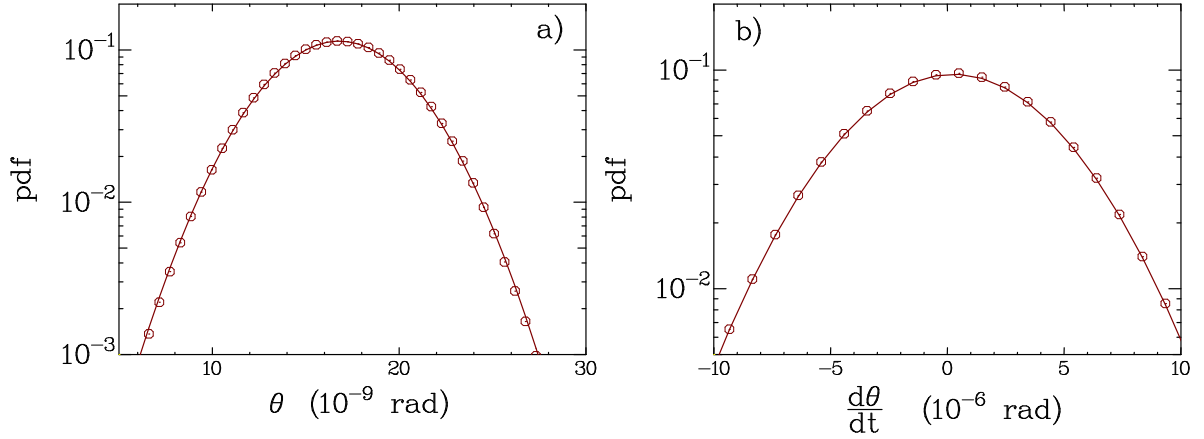 a)
10⁻¹
10⁻²
10⁻³
pdf
10 20 30
θ (10⁻⁹ rad)
b)
10⁻¹
10⁻²
pdf
−10 −5 0 5 10
dθ
dt (10⁻⁶ rad)